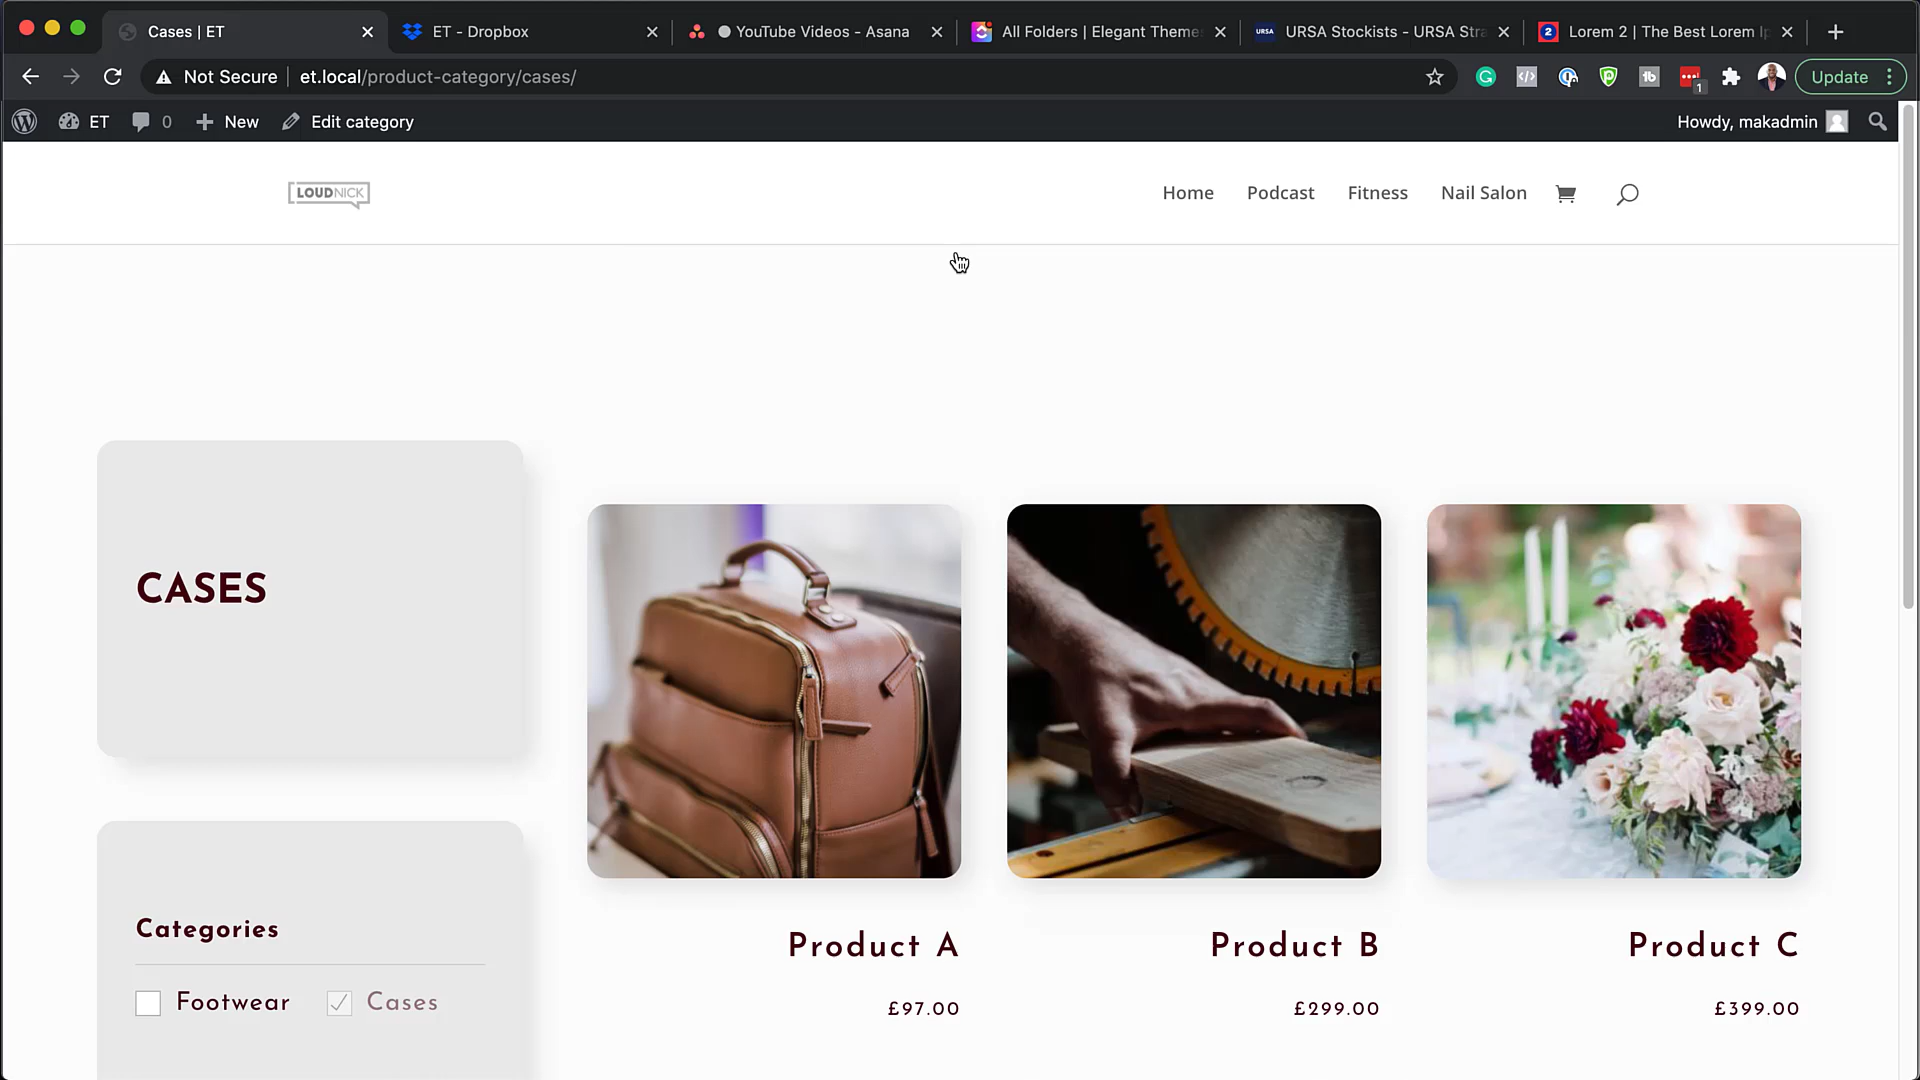 Cases | ET
ET - Dropbox
YouTube Videos - Asana
All Folders | Elegant Theme
URSA Stockists - URSA Stra
Lorem 2 | The Best Lorem Ip
Not Secure
et.local/product-category/cases/
1
Update
ET
0
New
Edit category
Howdy, makadmin
LOUDNICK
Home
Podcast
Fitness
Nail Salon
CASES
Categories
Footwear
Cases
Product A
£97.00
Product B
£299.00
Product C
£399.00